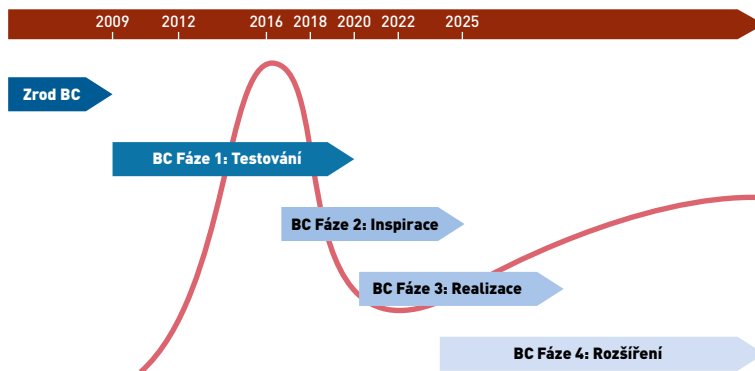 2009 2012 2016 2018 2020 2022 2025
Zrod BC
BC Fáze 1: Testování
BC Fáze 2: Inspirace
BC Fáze 3: Realizace
BC Fáze 4: Rozšíření